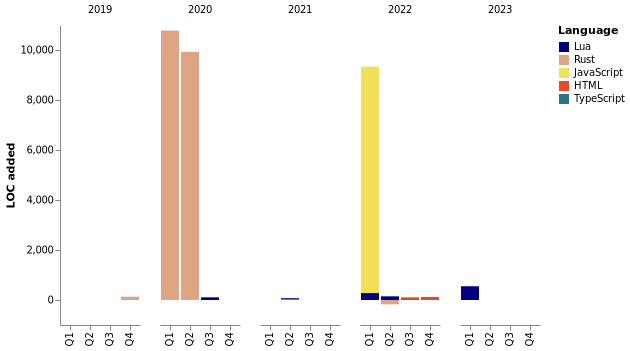 2019 2020 2021 2022 2023
Language
Lua
Rust
JavaScript
HTML
TypeScript
LOC added
10,000
8,000
6,000
4,000
2,000
0
Q1 Q2 Q3 Q4 Q1 Q2 Q3 Q4 Q1 Q2 Q3 Q4 Q1 Q2 Q3 Q4 Q1 Q2 Q3 Q4